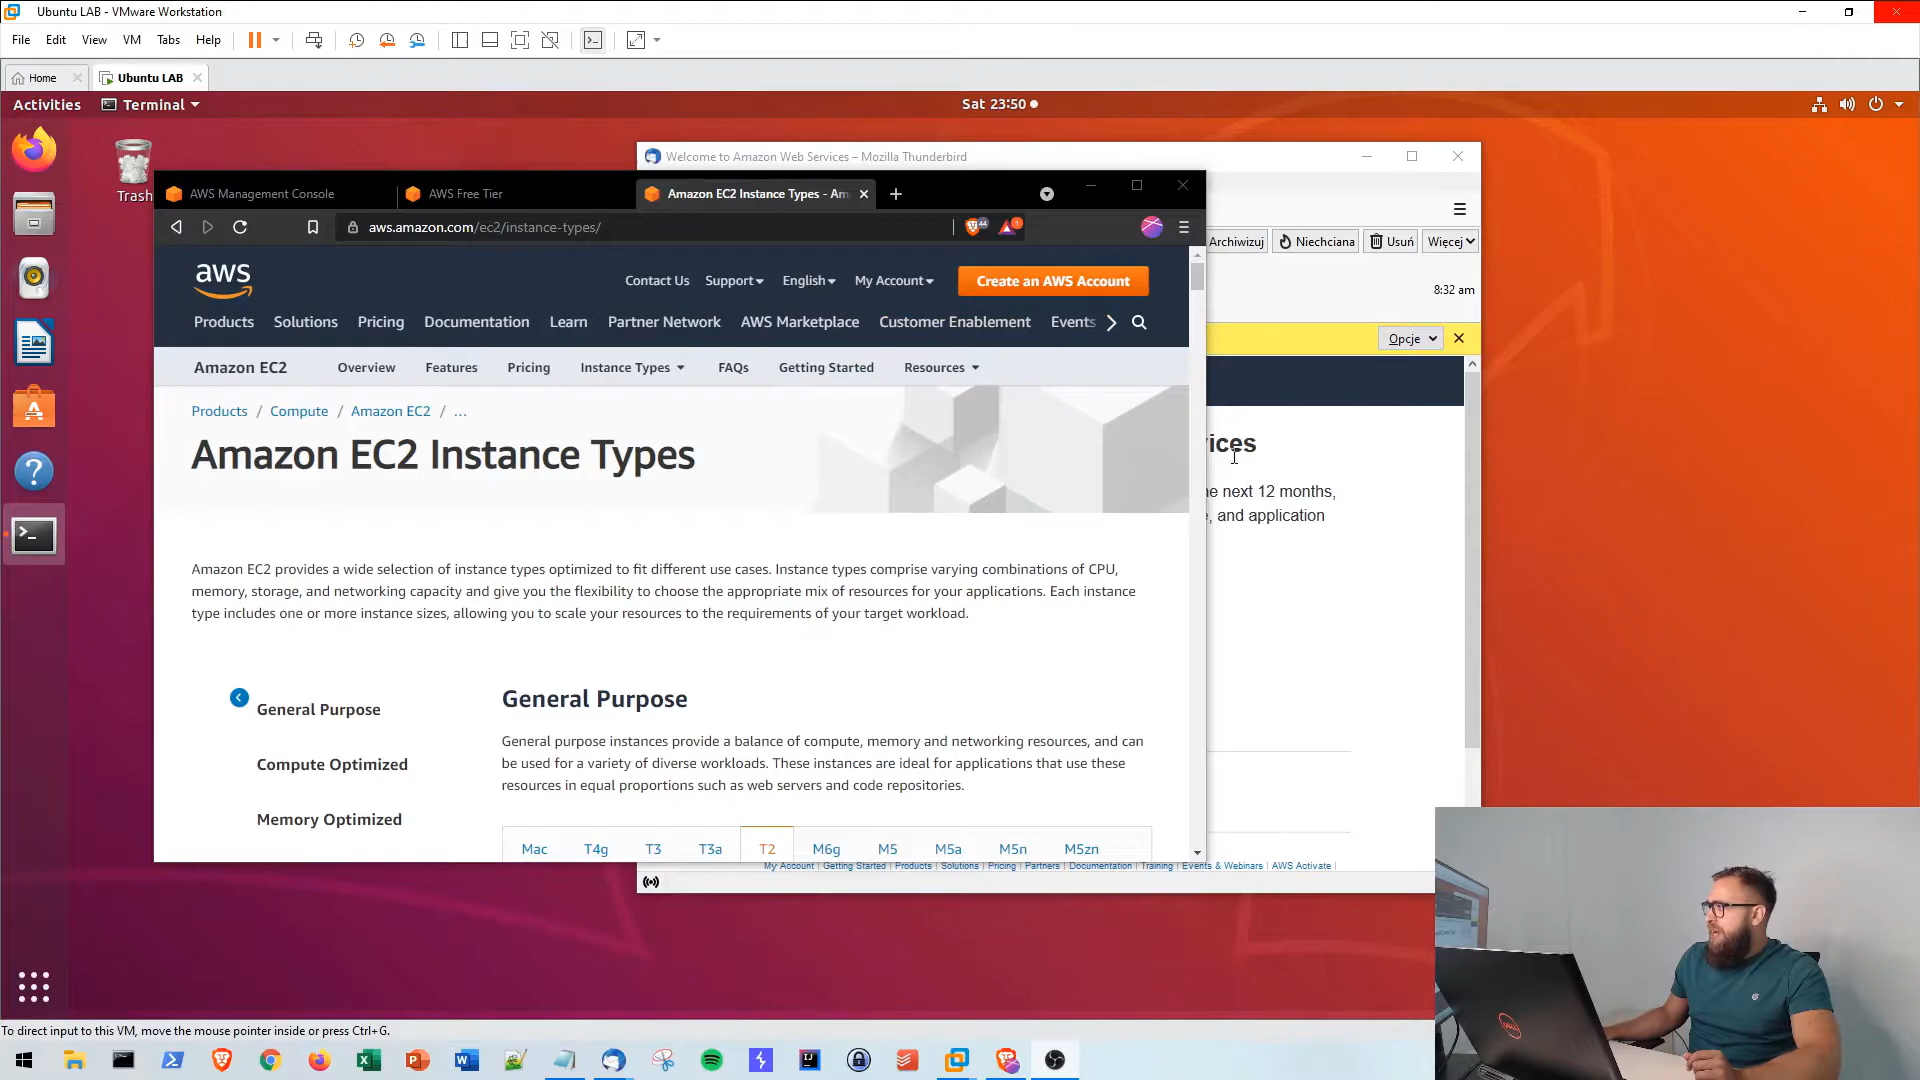 Ubuntu LAB - VMware Workstation
File Edit View VM Tabs Help
Home Ubuntu LAB
Activities Terminal Sat 23:50
Trash
Welcome to Amazon Web Services – Mozilla Thunderbird
AWS Management Console AWS Free Tier Amazon EC2 Instance Types - Am
aws.amazon.com/ec2/instance-types/ 44 1
Archiwizuj Niechciana Usuń Więcej
aws Contact Us Support English My Account Create an AWS Account
8:32 am
Products Solutions Pricing Documentation Learn Partner Network AWS Marketplace Customer Enablement Events
Opcje
Amazon EC2 Overview Features Pricing Instance Types FAQs Getting Started Resources
Products / Compute / Amazon EC2 / ...
Amazon EC2 Instance Types
vices
he next 12 months,
e, and application
Amazon EC2 provides a wide selection of instance types optimized to fit different use cases. Instance types comprise varying combinations of CPU,
memory, storage, and networking capacity and give you the flexibility to choose the appropriate mix of resources for your applications. Each instance
type includes one or more instance sizes, allowing you to scale your resources to the requirements of your target workload.
General Purpose
Compute Optimized
Memory Optimized
General Purpose
General purpose instances provide a balance of compute, memory and networking resources, and can
be used for a variety of diverse workloads. These instances are ideal for applications that use these
resources in equal proportions such as web servers and code repositories.
Mac T4g T3 T3a T2 M6g M5 M5a M5n M5zn
My Account | Getting Started | Products | Solutions | Pricing | Partners | Documentation | Training | Events & Webinars | AWS Activate |
To direct input to this VM, move the mouse pointer inside or press Ctrl+G.